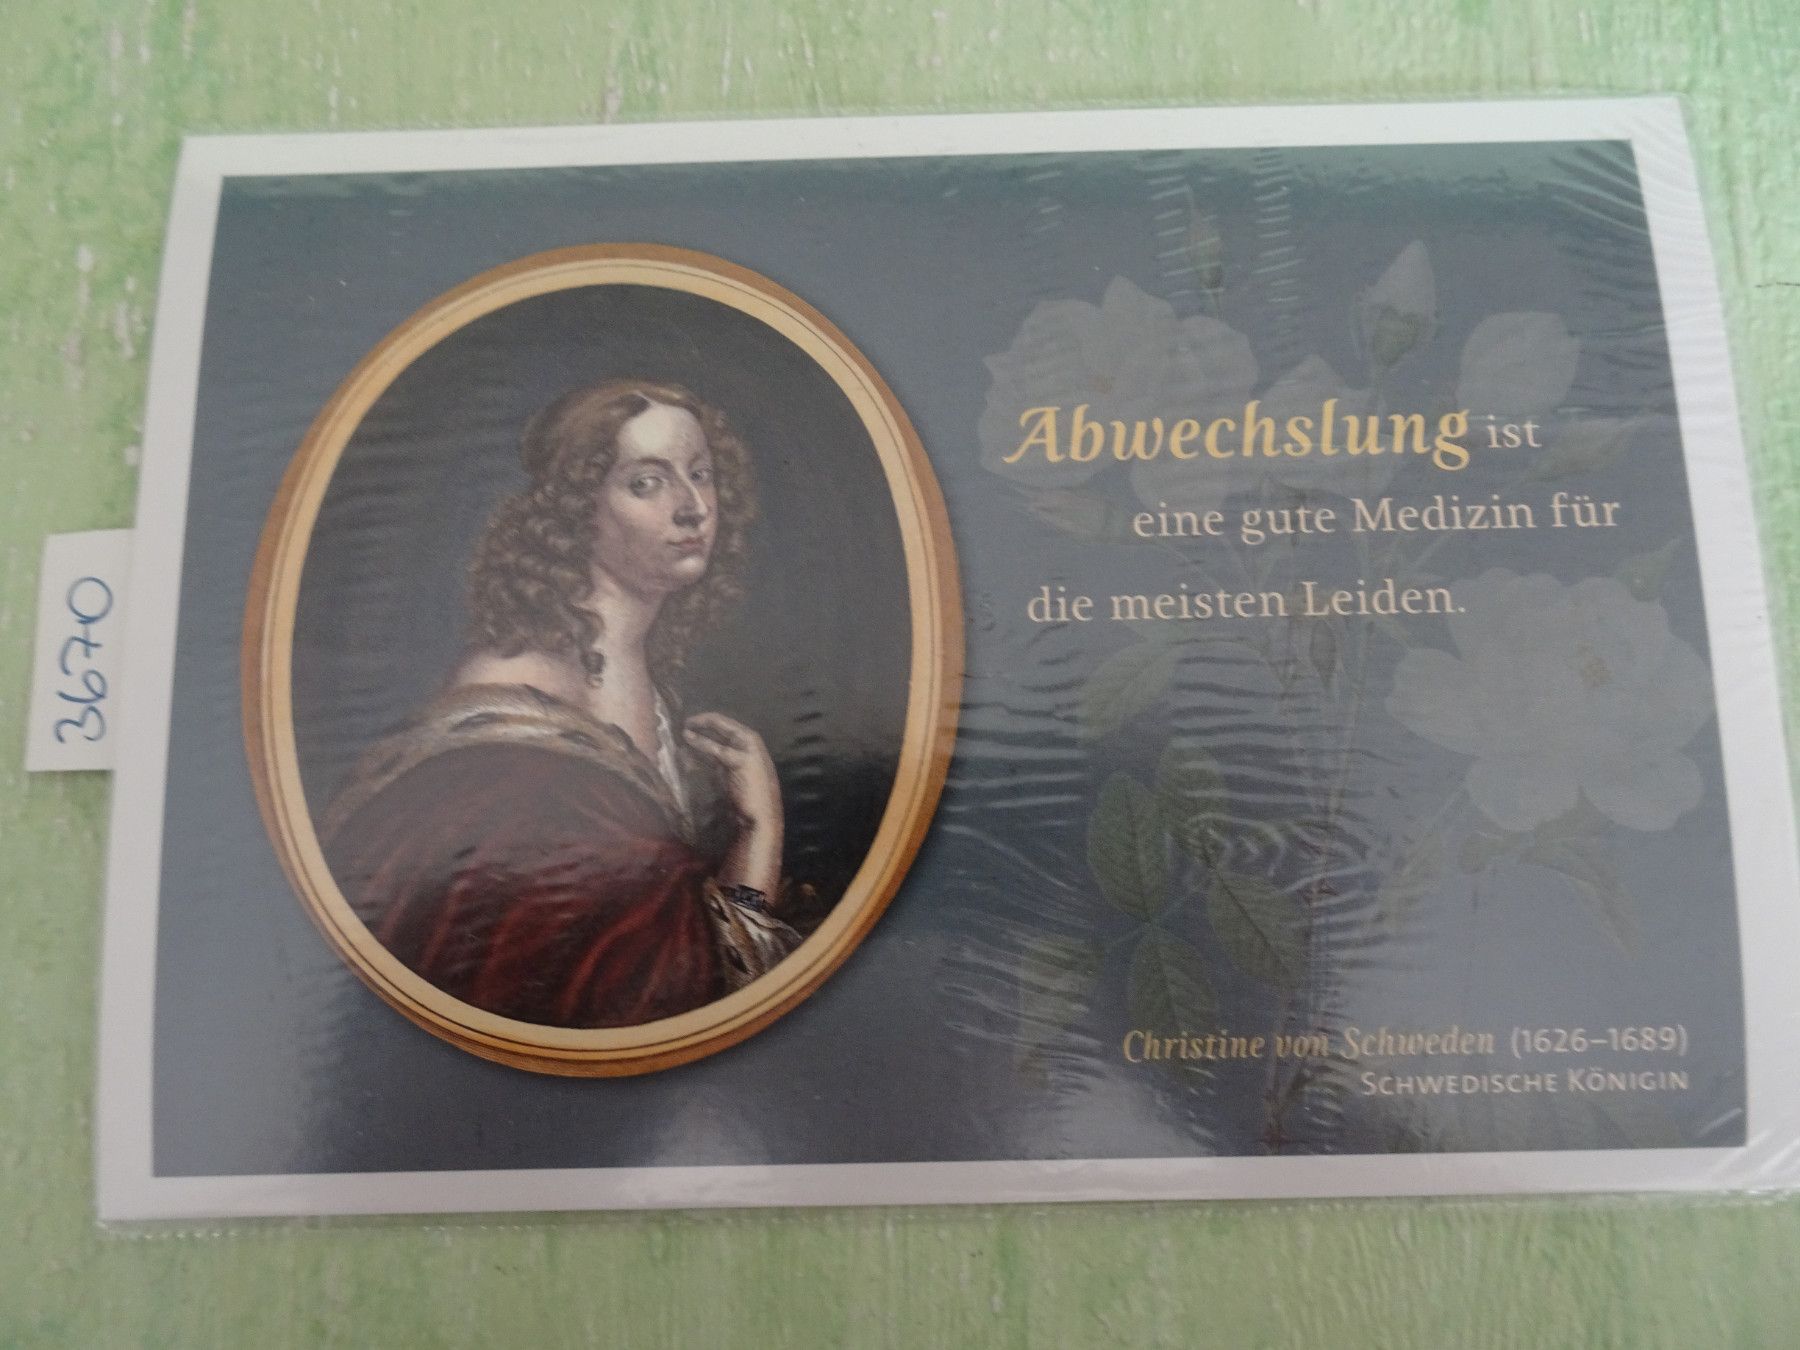 3670
Abwechslung ist
eine gute Medizin für
die meisten Leiden.
Christine von Schweden (1626–1689)
SCHWEDISCHE KÖNIGIN